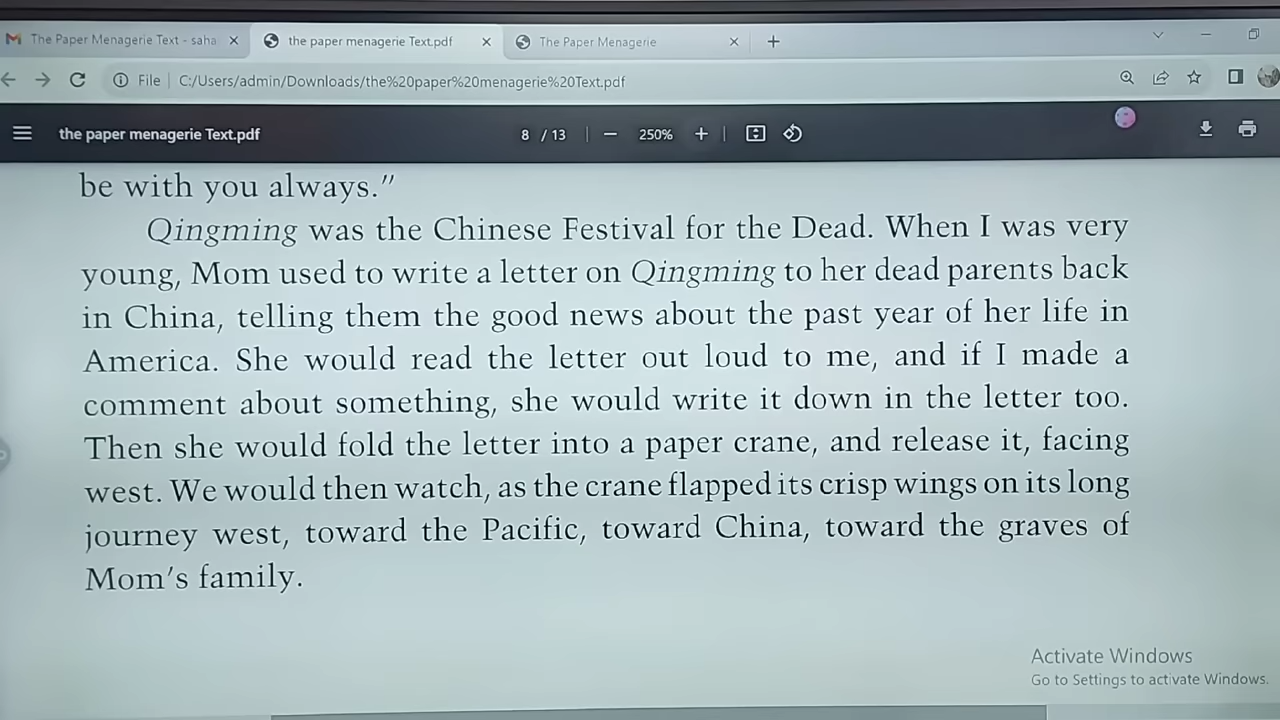 The Paper Menagerie Text - saha
the paper menagerie Text.pdf
The Paper Menagerie
File
C:/Users/admin/Downloads/the%20paper%20menagerie%20Text.pdf
the paper menagerie Text.pdf
8 / 13
250%
be with you always."
Qingming was the Chinese Festival for the Dead. When I was very
young, Mom used to write a letter on Qingming to her dead parents back
in China, telling them the good news about the past year of her life in
America. She would read the letter out loud to me, and if I made a
comment about something, she would write it down in the letter too.
Then she would fold the letter into a paper crane, and release it, facing
west. We would then watch, as the crane flapped its crisp wings on its long
journey west, toward the Pacific, toward China, toward the graves of
Mom's family.
Activate Windows
Go to Settings to activate Windows.